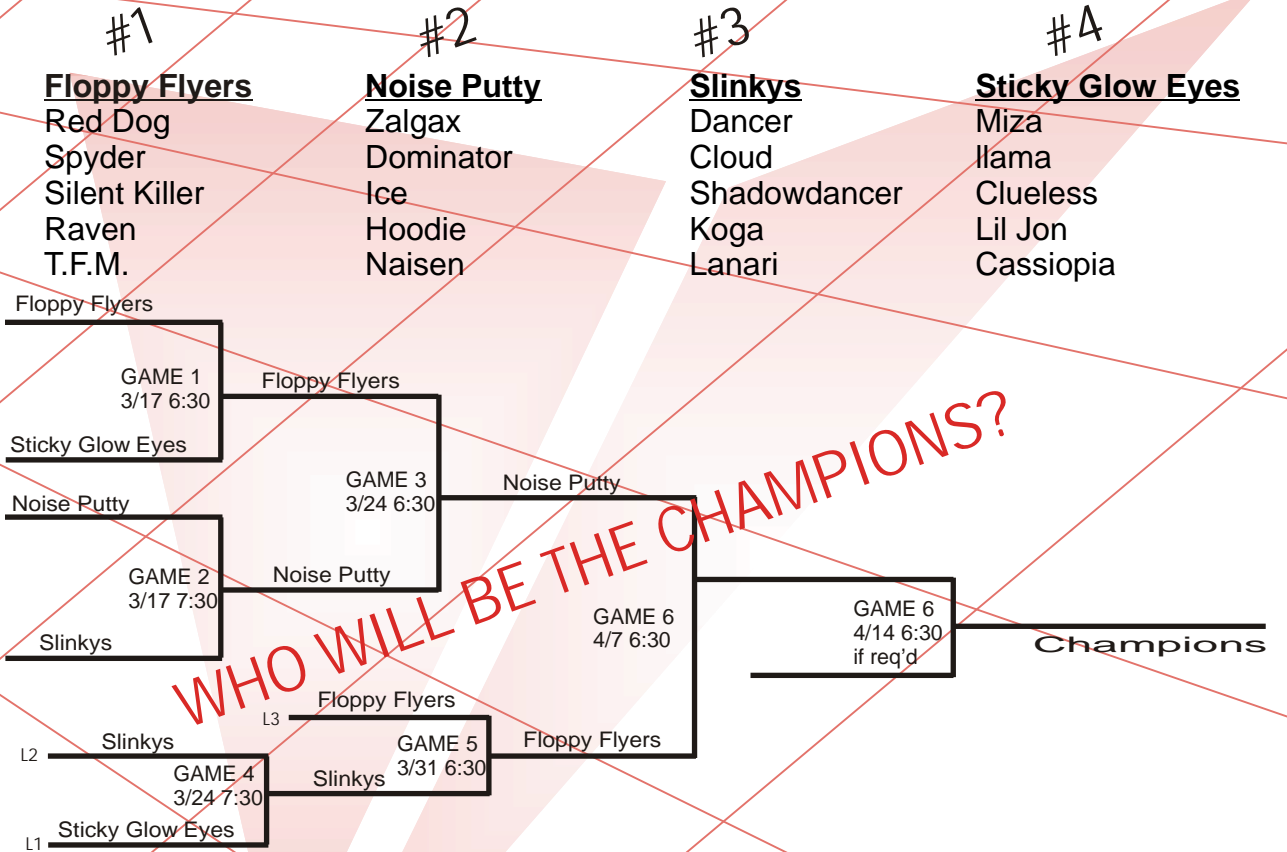 #1
Floppy Flyers
Red Dog
Spyder
Silent Killer
Raven
T.F.M.
#2
Noise Putty
Zalgax
Dominator
Ice
Hoodie
Naisen
#3
Slinkys
Dancer
Cloud
Shadowdancer
Koga
Lanari
#4
Sticky Glow Eyes
Miza
llama
Clueless
Lil Jon
Cassiopia
Floppy Flyers
GAME 1
3/17 6:30
Sticky Glow Eyes
Floppy Flyers
Noise Putty
GAME 2
3/17 7:30
Slinkys
Noise Putty
GAME 3
3/24 6:30
Noise Putty
WHO WILL BE THE CHAMPIONS?
GAME 6
4/7 6:30
GAME 6
4/14 6:30
if req'd
Champions
L3
Floppy Flyers
GAME 5
3/31 6:30
Floppy Flyers
L2
Slinkys
GAME 4
3/24 7:30
Slinkys
L1
Sticky Glow Eyes